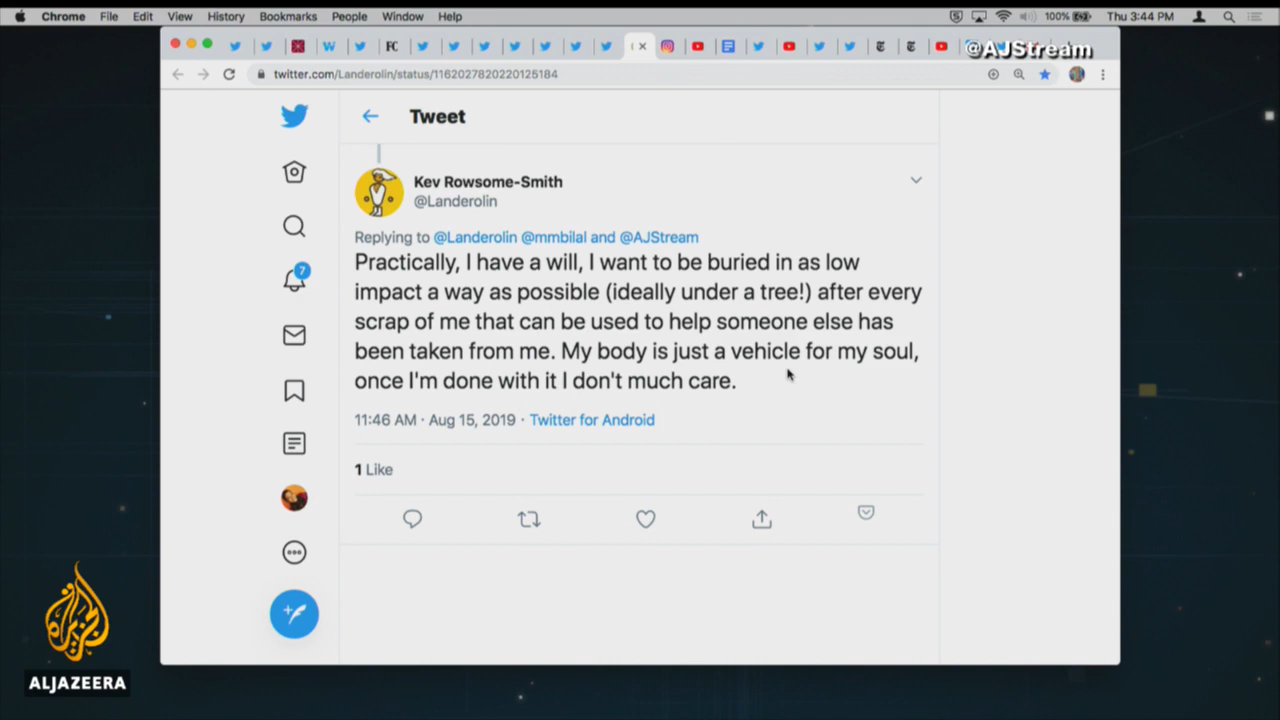 Chrome File Edit View History Bookmarks People Window Help
100% Thu 3:44 PM
W FC
@AJStream
twitter.com/Landerolin/status/1162027820220125184
Tweet
Kev Rowsome-Smith
@Landerolin
Replying to @Landerolin @mmbilal and @AJStream
Practically, I have a will, I want to be buried in as low
impact a way as possible (ideally under a tree!) after every
scrap of me that can be used to help someone else has
been taken from me. My body is just a vehicle for my soul,
once I'm done with it I don't much care.
11:46 AM · Aug 15, 2019 · Twitter for Android
7
1 Like
الجزيرة
ALJAZEERA